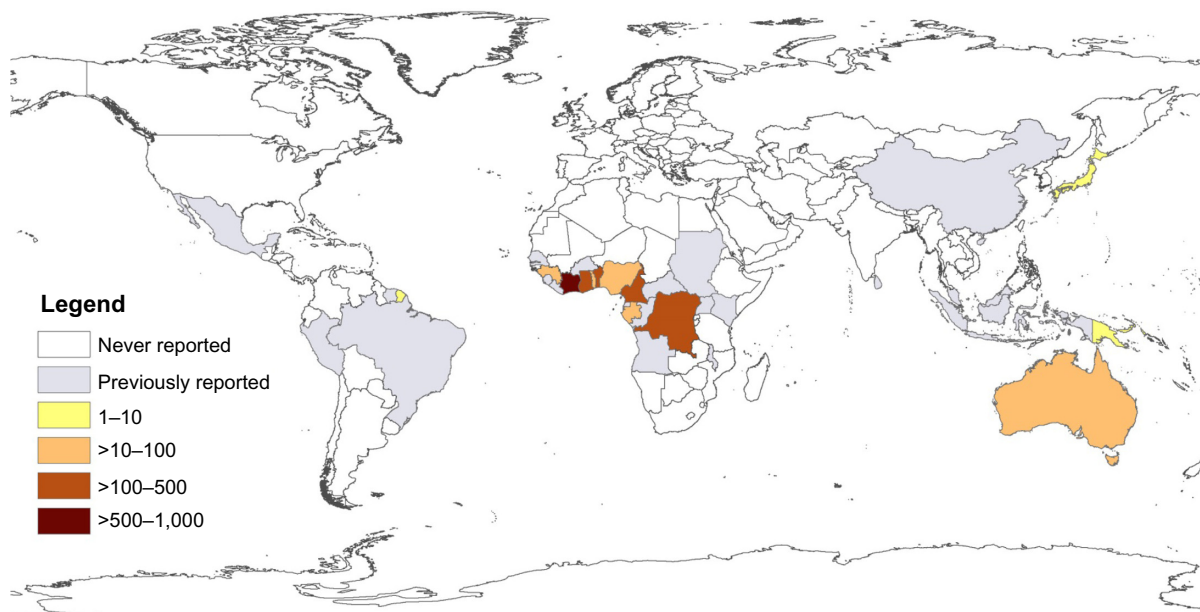 Legend
Never reported
Previously reported
1–10
>10–100
>100–500
>500–1,000